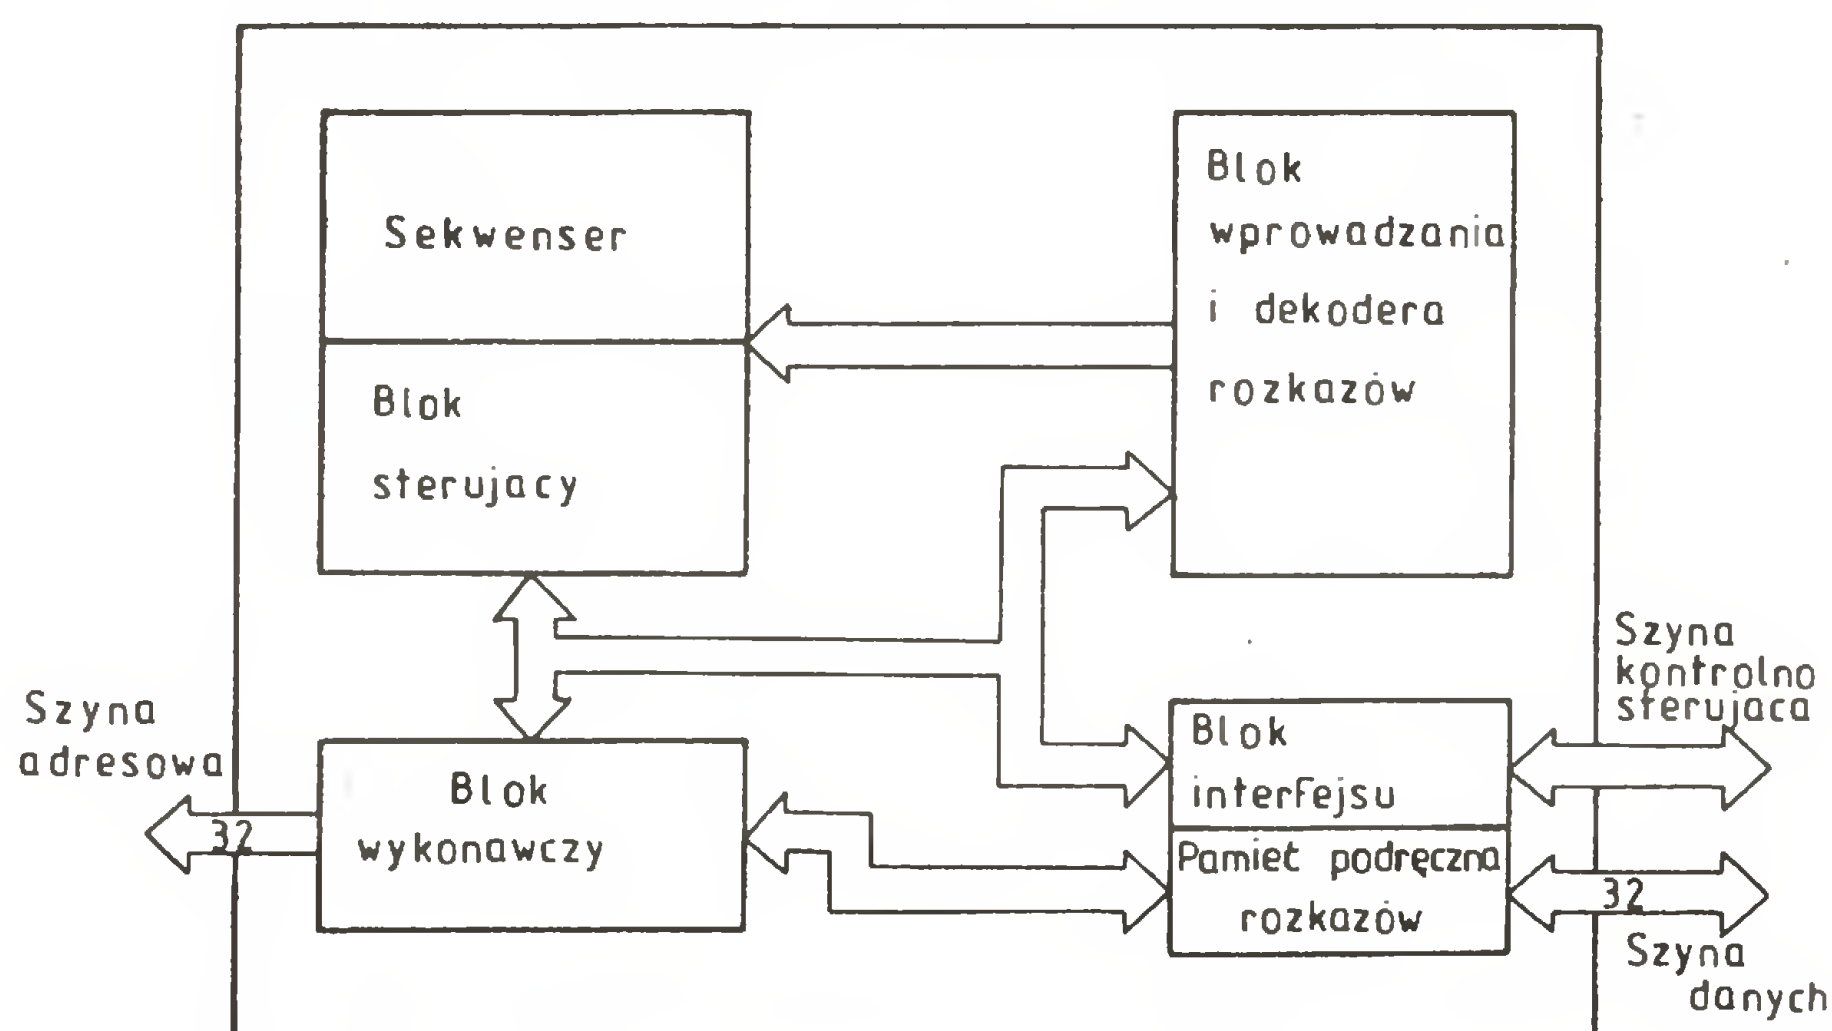 Sekwenser
Blok
sterujacy
Blok
wprowadzania
i dekodera
rozkazów
Szyna
adresowa
32
Blok
wykonawczy
Blok
interfejsu
Pamięt podręczna
rozkazów
Szyna
kontrolno
sterujaca
32
Szyna
danych